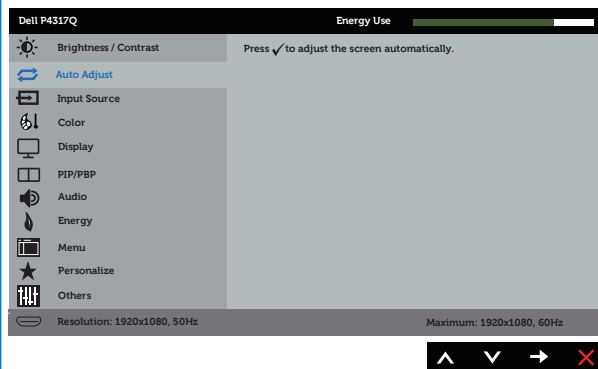 Dell P4317Q Energy Use
Brightness / Contrast
Press ✓ to adjust the screen automatically.
Auto Adjust
Input Source
Color
Display
PIP/PBP
Audio
Energy
Menu
Personalize
Others
Resolution: 1920x1080, 50Hz Maximum: 1920x1080, 60Hz